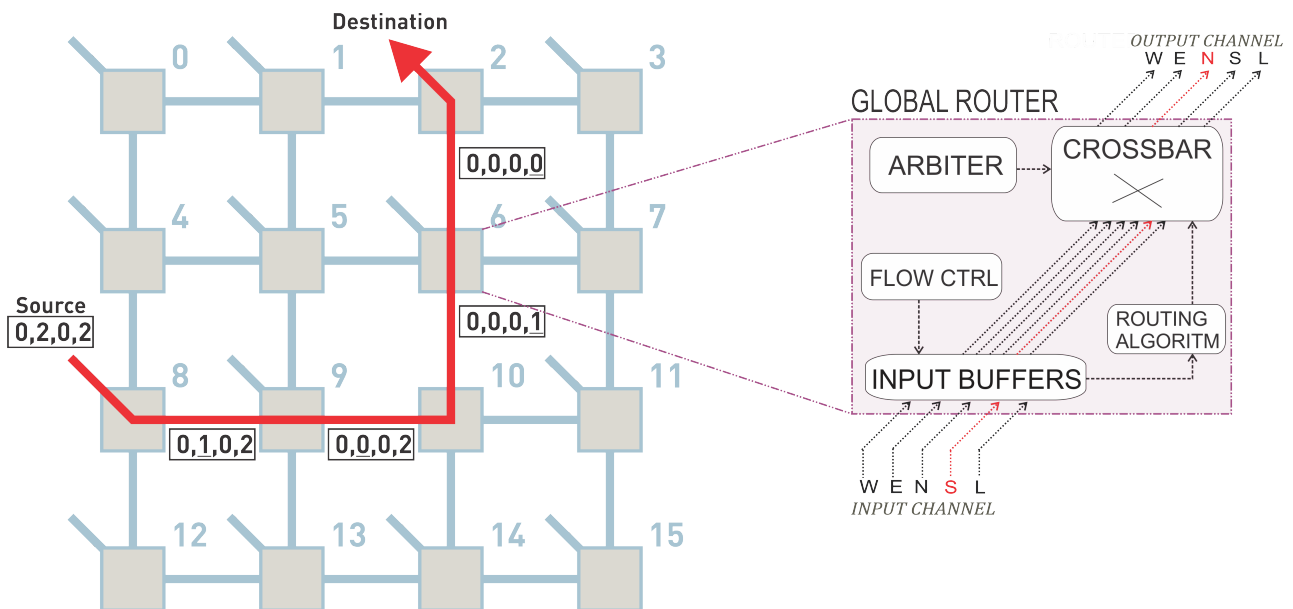 Destination
0 1 2 3
0,0,0,0
4 5 6 7
Source
0,2,0,2
0,0,0,1
8 9 10 11
0,1,0,2
0,0,0,2
12 13 14 15
OUTPUT CHANNEL
W E N S L
GLOBAL ROUTER
ARBITER
CROSSBAR
FLOW CTRL
ROUTING
ALGORITM
INPUT BUFFERS
W E N S L
INPUT CHANNEL